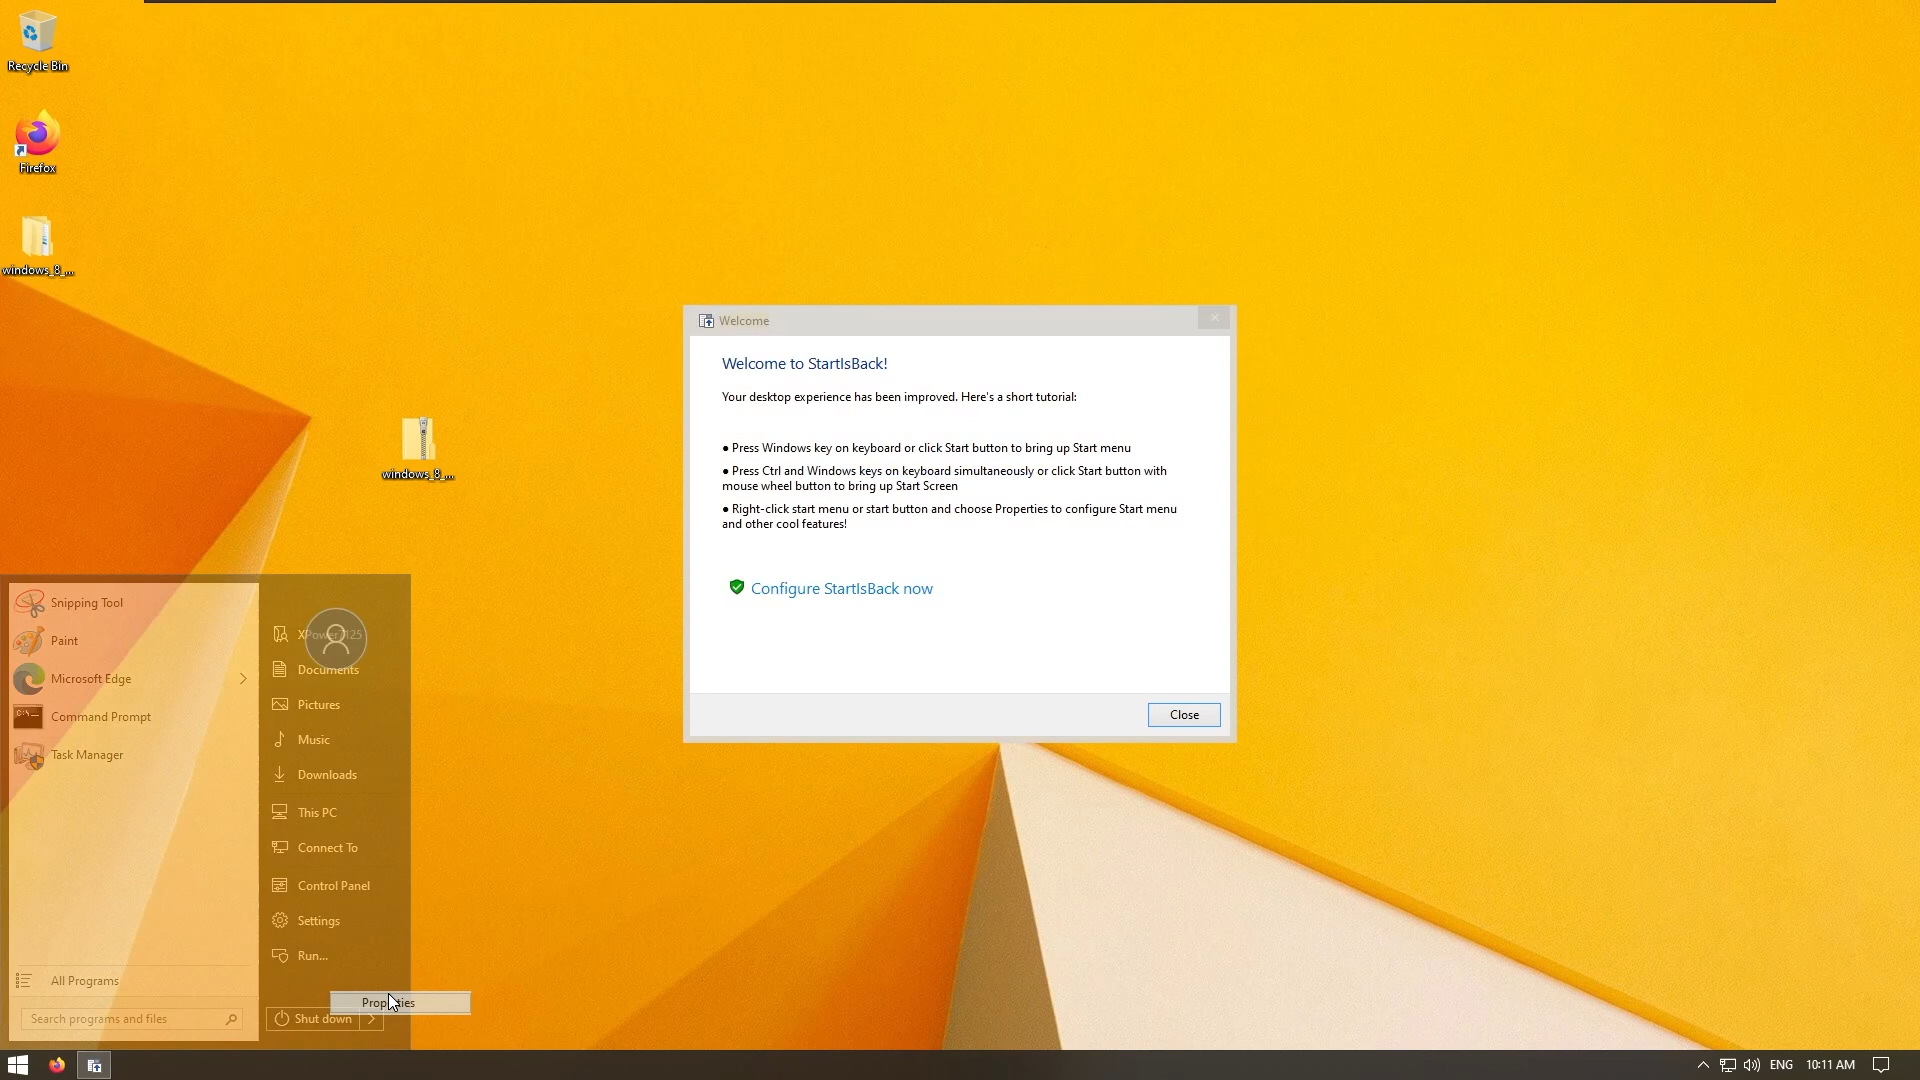 Recycle Bin
Firefox
windows_8_...
windows_8_...
Welcome
Welcome to StartIsBack!
Your desktop experience has been improved. Here's a short tutorial:
● Press Windows key on keyboard or click Start button to bring up Start menu
● Press Ctrl and Windows keys on keyboard simultaneously or click Start button with
mouse wheel button to bring up Start Screen
● Right-click start menu or start button and choose Properties to configure Start menu
and other cool features!
Configure StartIsBack now
Close
Snipping Tool
Paint
Microsoft Edge
Command Prompt
Task Manager
All Programs
Search programs and files
XPower7125
Documents
Pictures
Music
Downloads
This PC
Connect To
Control Panel
Settings
Run...
Properties
Shut down
ENG
10:11 AM